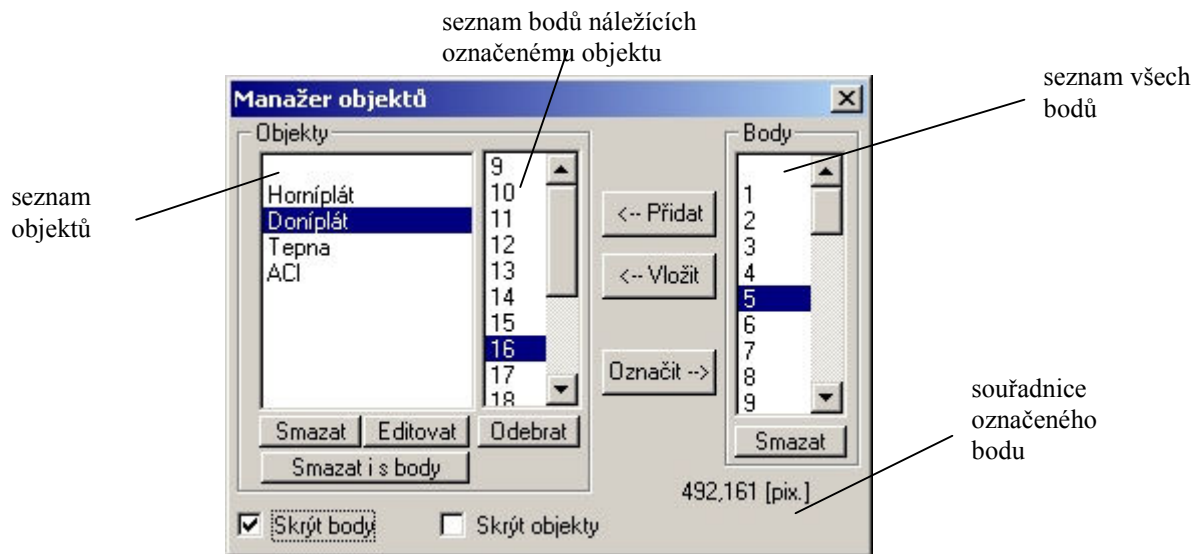 seznam bodů náležících
označenému objektu
seznam všech
bodů
Manažer objektů
Objekty
Body
seznam
objektů
Horníplát
Doníplát
Tepna
ACI
9
10
11
12
13
14
15
16
17
18
<-- Přidat
<-- Vložit
Označit -->
1
2
3
4
5
6
7
8
9
Smazat
Editovat
Odebrat
Smazat i s body
Smazat
souřadnice
označeného
bodu
492,161 [pix.]
Skrýt body
Skrýt objekty